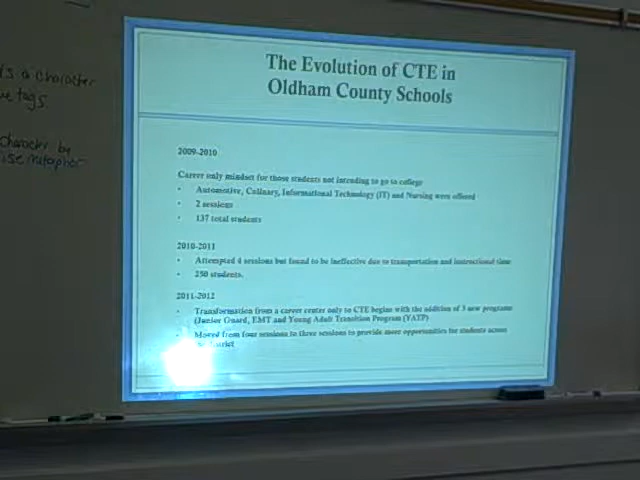 is a character
ue tags.
character by
ise metaphor
The Evolution of CTE in
Oldham County Schools
2009-2010
Career only mindset for those students not intending to go to college
• Automotive, Culinary, Informational Technology (IT) and Nursing were offered
• 2 sessions
• 137 total students
2010-2011
• Attempted 4 sessions but found to be ineffective due to transportation and instructional time
• 250 students.
2011-2012
• Transformation from a career center only to CTE begins with the addition of 3 new programs
(Junior Guard, EMT and Young Adult Transition Program (YATP)
• Moved from four sessions to three sessions to provide more opportunities for students across
district